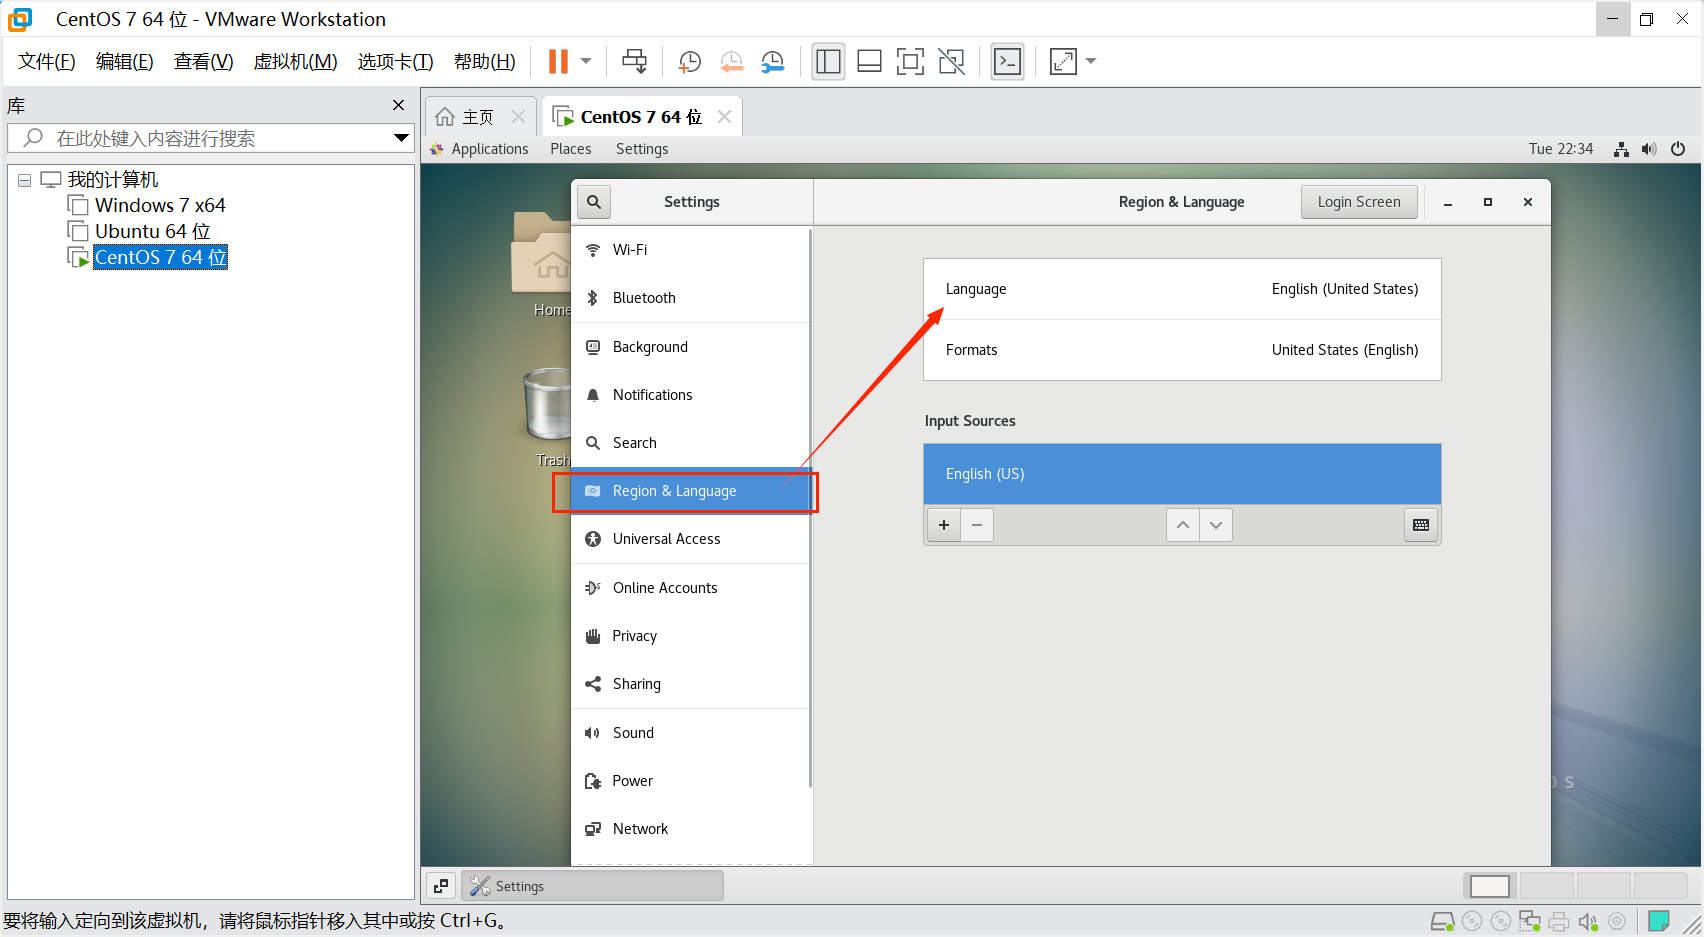 CentOS 7 64 位 - VMware Workstation
文件(F) 编辑(E) 查看(V) 虚拟机(M) 选项卡(T) 帮助(H)
库
在此处键入内容进行搜索
我的计算机
Windows 7 x64
Ubuntu 64 位
CentOS 7 64 位
主页
CentOS 7 64 位
Applications Places Settings
Tue 22:34
Home
Trash
Settings
Region & Language
Login Screen
Wi-Fi
Bluetooth
Background
Notifications
Search
Region & Language
Universal Access
Online Accounts
Privacy
Sharing
Sound
Power
Network
Language English (United States)
Formats United States (English)
Input Sources
English (US)
Settings
要将输入定向到该虚拟机，请将鼠标指针移入其中或按 Ctrl+G。